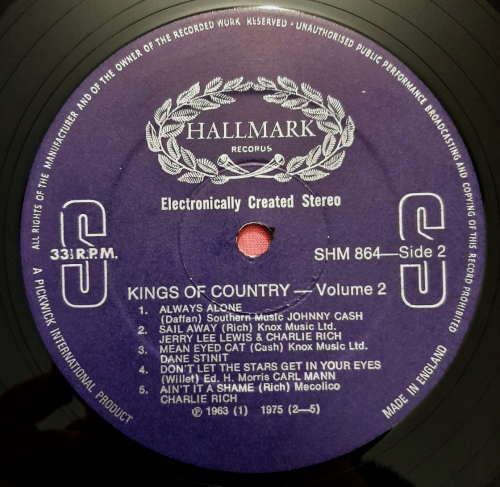 ALL RIGHTS OF THE MANUFACTURER AND OF THE OWNER OF THE RECORDED WORK RESERVED · UNAUTHORISED PUBLIC PERFORMANCE BROADCASTING AND COPYING OF THIS RECORD PROHIBITED
HALLMARK
RECORDS
Electronically Created Stereo
S
S
33⅓ R.P.M.
SHM 864—Side 2
KINGS OF COUNTRY — Volume 2
1. ALWAYS ALONE
(Daffan) Southern Music JOHNNY CASH
2. SAIL AWAY (Rich) Knox Music Ltd.
JERRY LEE LEWIS & CHARLIE RICH
3. MEAN EYED CAT (Cash) Knox Music Ltd.
DANE STINIT
4. DON'T LET THE STARS GET IN YOUR EYES
(Willet) Ed. H. Morris CARL MANN
5. AIN'T IT A SHAME (Rich) Mecolico
CHARLIE RICH
℗ 1963 (1) 1975 (2—5)
A PICKWICK INTERNATIONAL PRODUCT
MADE IN ENGLAND